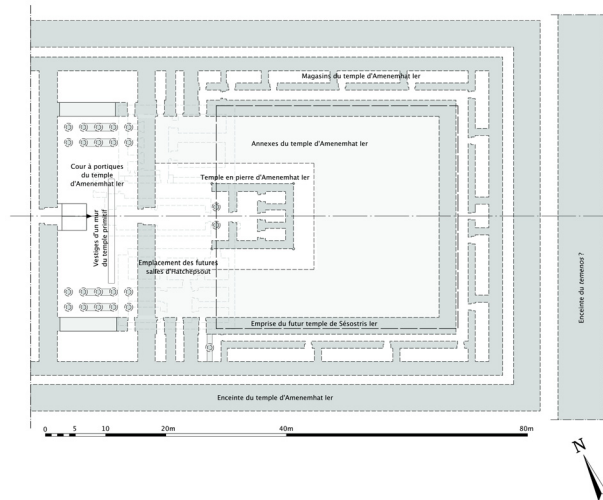 Magasins du temple d'Amenemhat Ier
Annexes du temple d'Amenemhat Ier
Cour à portiques
du temple
d'Amenemhat Ier
Temple en pierre d'Amenemhat Ier
Vestiges d'un mur
du temple primitif
Emplacement des futures
salles d'Hatchepsout
Emprise du futur temple de Sésostris Ier
Enceinte du temenos ?
Enceinte du temple d'Amenemhat Ier
0 5 10 20m 40m 80m
N